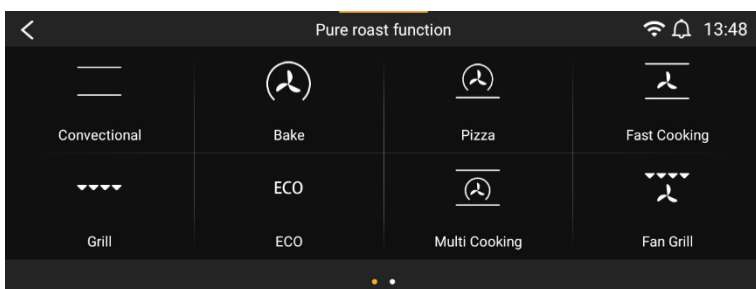 Pure roast function 13:48
Convectional Bake Pizza Fast Cooking
ECO
Grill ECO Multi Cooking Fan Grill